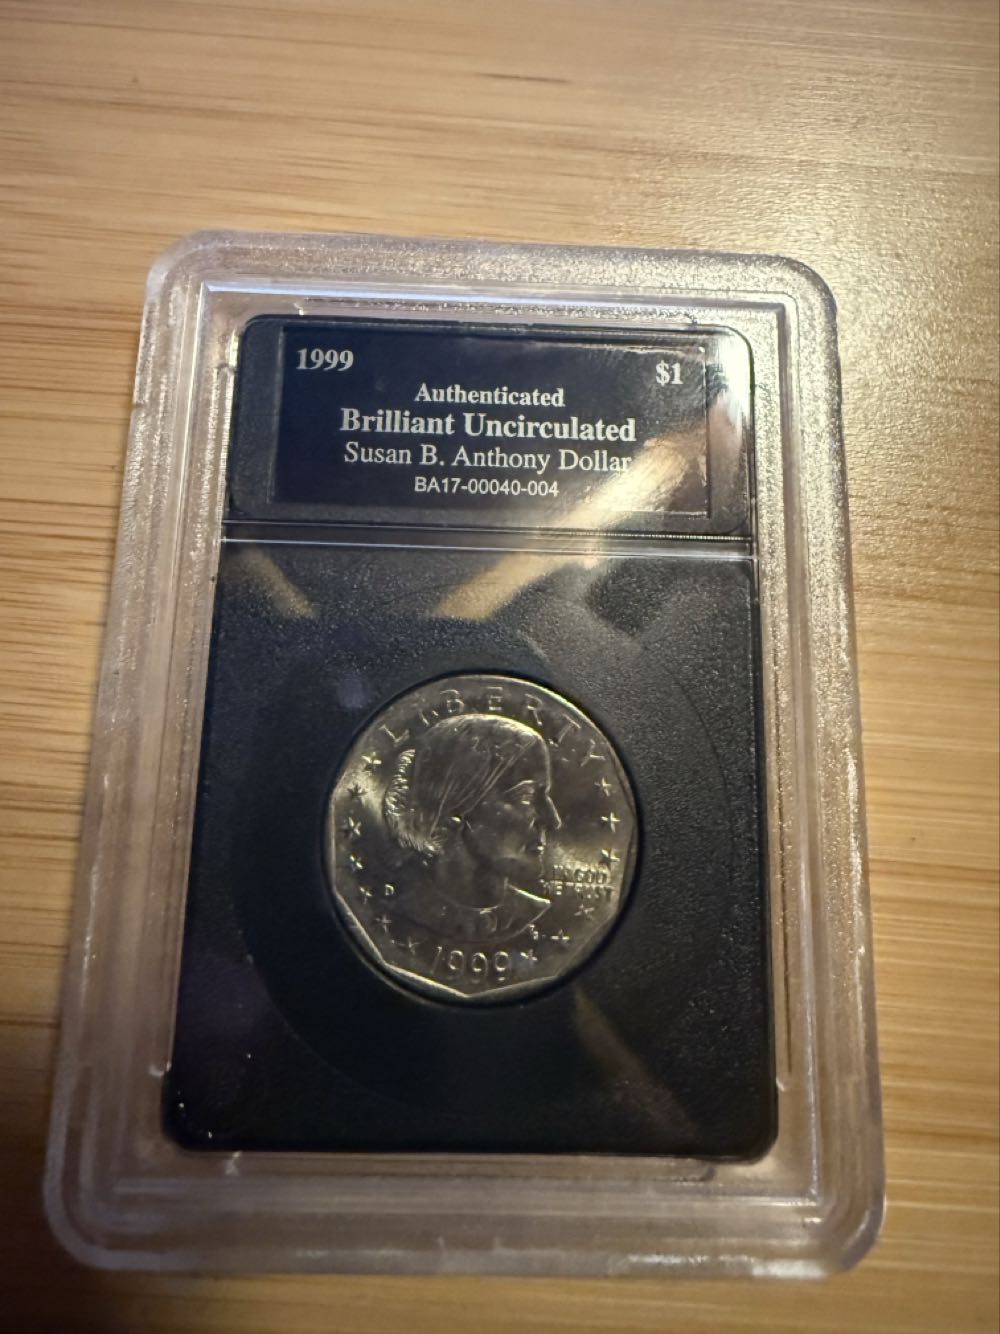 1999
$1
Authenticated
Brilliant Uncirculated
Susan B. Anthony Dollar
BA17-00040-004
LIBERTY
IN GOD
WE TRUST
D
1999